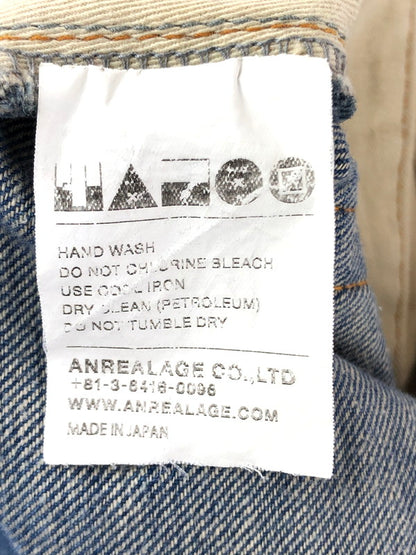 HAND WASH
DO NOT CHLORINE BLEACH
USE COOL IRON
DRY CLEAN (PETROLEUM)
DO NOT TUMBLE DRY
ANREALAGE CO.,LTD
+81-3-6416-0096
WWW.ANREALAGE.COM
MADE IN JAPAN